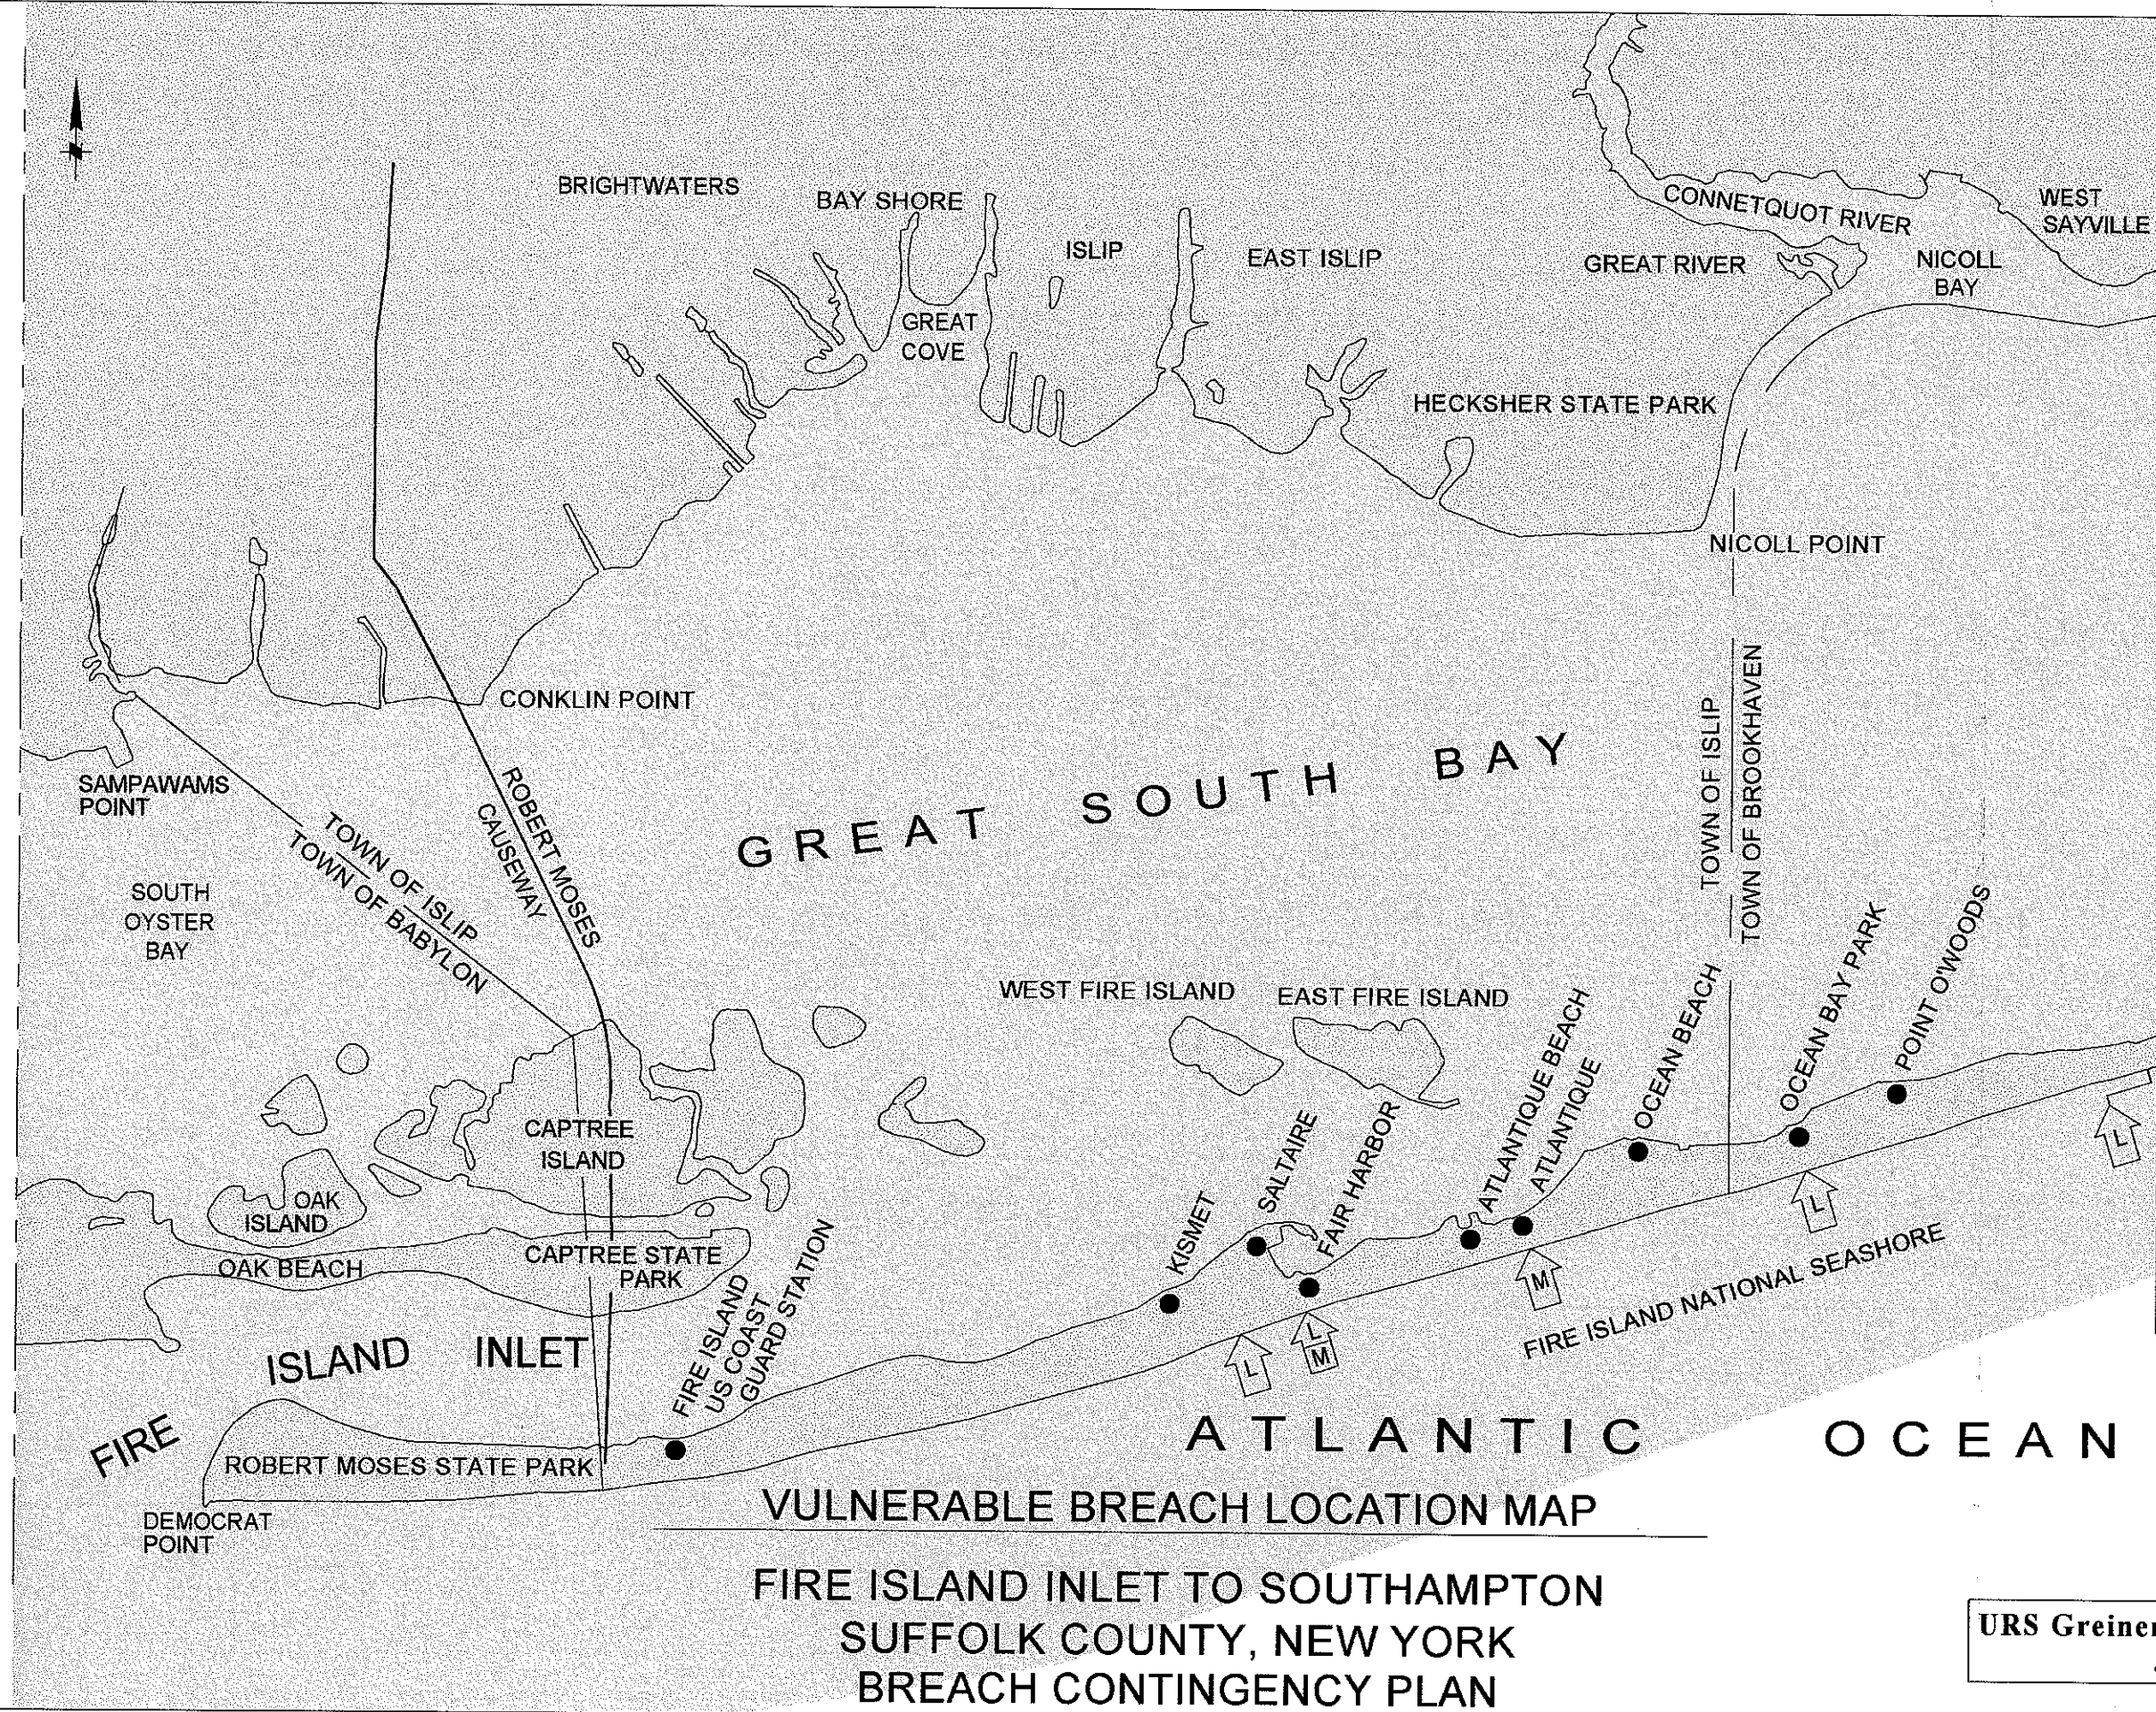 BRIGHTWATERS
BAY SHORE
ISLIP
EAST ISLIP
GREAT RIVER
CONNETQUOT RIVER
NICOLL
BAY
WEST
SAYVILLE
GREAT
COVE
HECKSHER STATE PARK
NICOLL POINT
CONKLIN POINT
SAMPAWAMS
POINT
TOWN OF ISLIP
TOWN OF BABYLON
ROBERT MOSES
CAUSEWAY
GREAT SOUTH BAY
TOWN OF ISLIP
TOWN OF BROOKHAVEN
SOUTH
OYSTER
BAY
WEST FIRE ISLAND
EAST FIRE ISLAND
ATLANTIQUE BEACH
ATLANTIQUE
OCEAN BEACH
OCEAN BAY PARK
POINT O'WOODS
CAPTREE
ISLAND
OAK
ISLAND
OAK BEACH
CAPTREE STATE
PARK
FIRE ISLAND
US COAST
GUARD STATION
KISMET
SALTAIRE
FAIR HARBOR
L
L
M
M
L
L
FIRE ISLAND NATIONAL SEASHORE
FIRE ISLAND INLET
ROBERT MOSES STATE PARK
DEMOCRAT
POINT
ATLANTIC OCEAN
VULNERABLE BREACH LOCATION MAP
FIRE ISLAND INLET TO SOUTHAMPTON
SUFFOLK COUNTY, NEW YORK
BREACH CONTINGENCY PLAN
URS Greiner